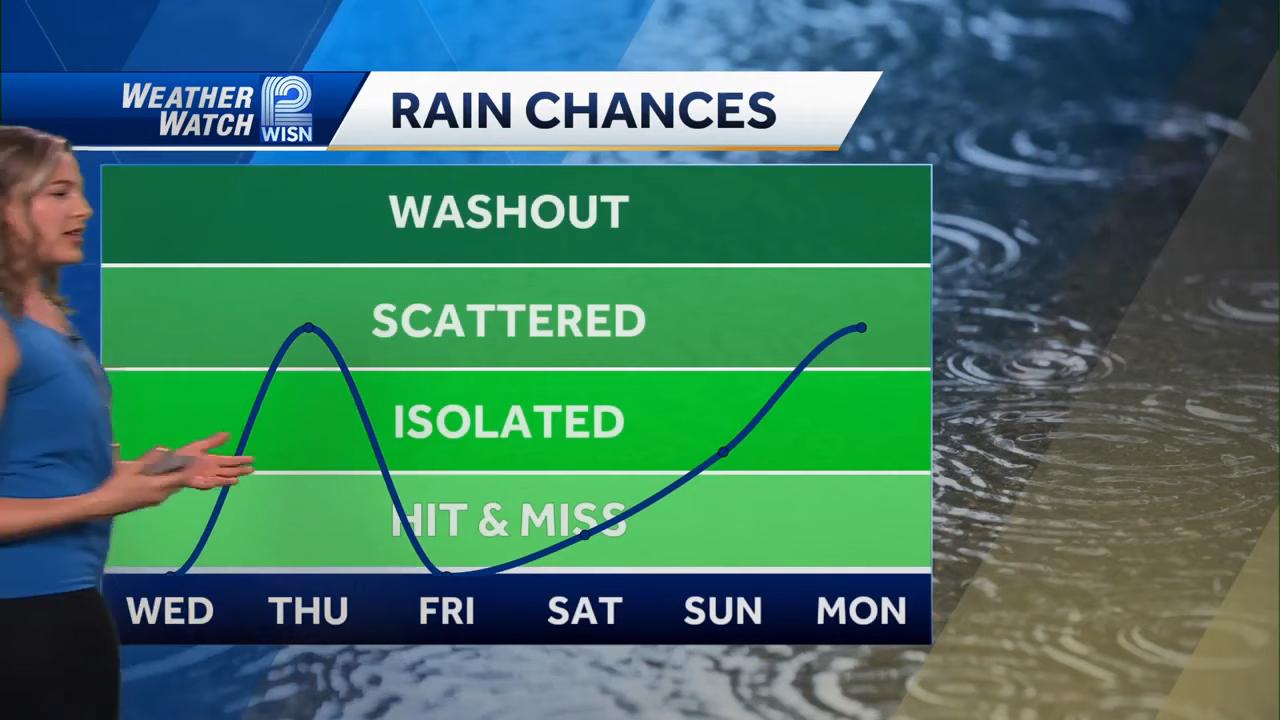 WEATHER
WATCH
12
WISN
RAIN CHANCES
WASHOUT
SCATTERED
ISOLATED
HIT & MISS
WED THU FRI SAT SUN MON